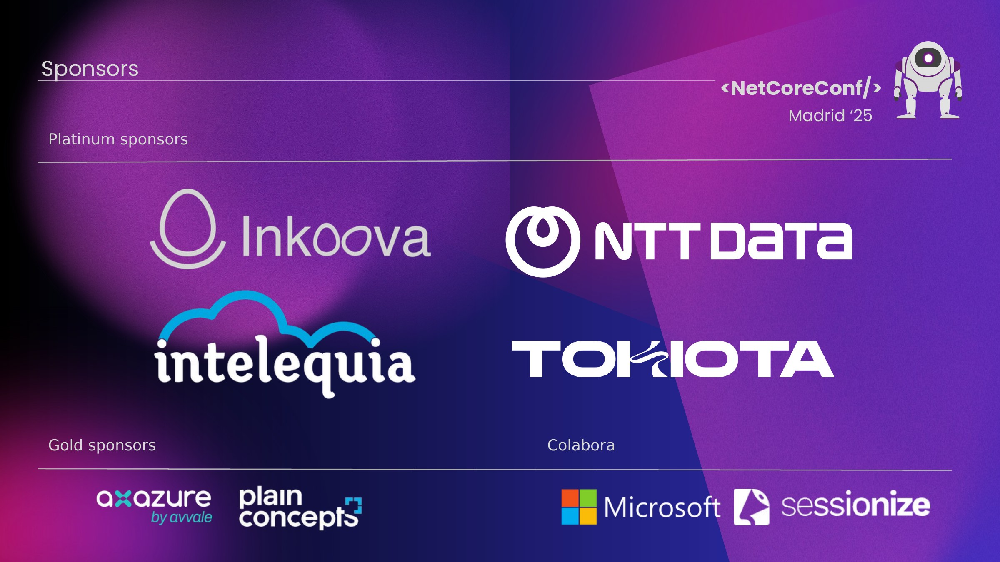 Sponsors
<NetCoreConf/>
Madrid ‘25
Platinum sponsors
Inkoova
NTT DATA
intelequia
TOKIOTA
Gold sponsors
Colabora
axazure
by avvale
plain
concepts
Microsoft
sessionize